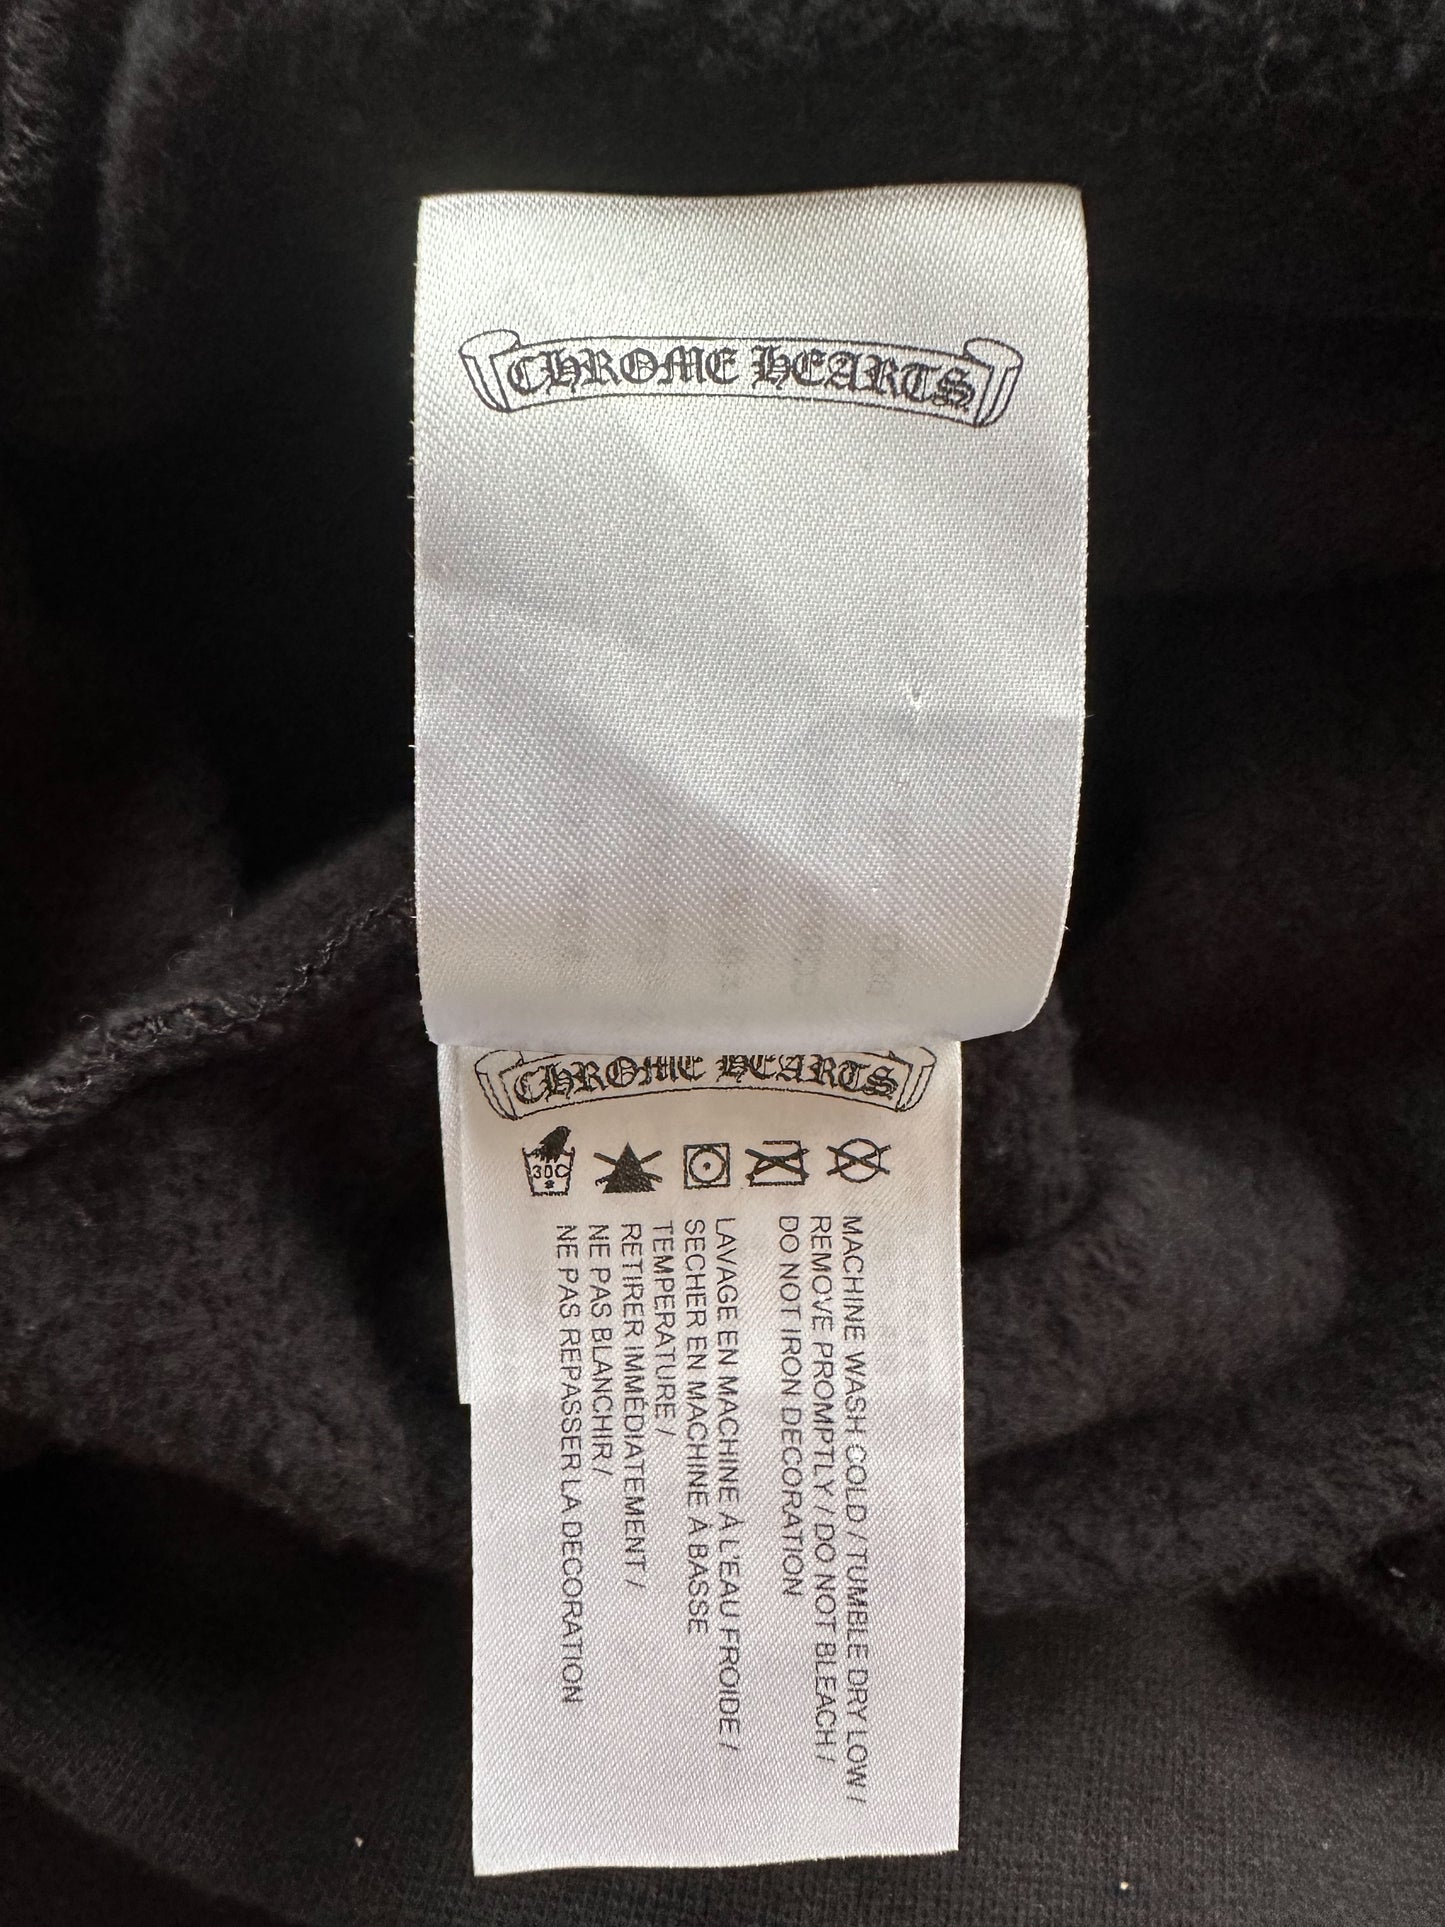 CHROME HEARTS
CHROME HEARTS
30C
MACHINE WASH COLD / TUMBLE DRY LOW /
REMOVE PROMPTLY / DO NOT BLEACH /
DO NOT IRON DECORATION
LAVAGE EN MACHINE À L'EAU FROIDE /
SECHER EN MACHINE À BASSE
TEMPERATURE /
RETIRER IMMÉDIATEMENT /
NE PAS BLANCHIR /
NE PAS REPASSER LA DECORATION